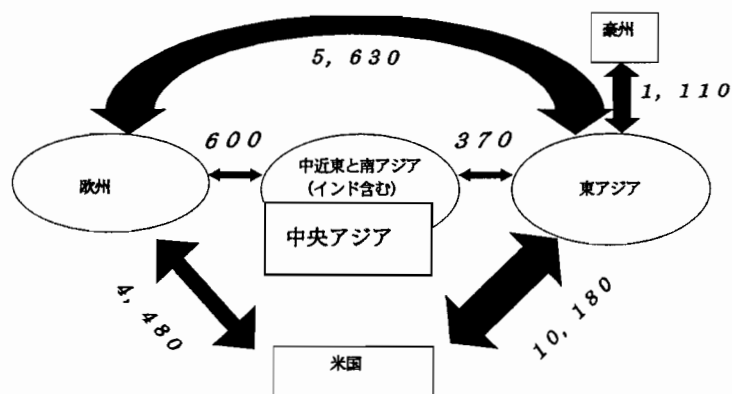 豪州
5, 630
1, 110
600
370
欧州
中近東と南アジア
(インド含む)
東アジア
中央アジア
4, 480
10, 180
米国